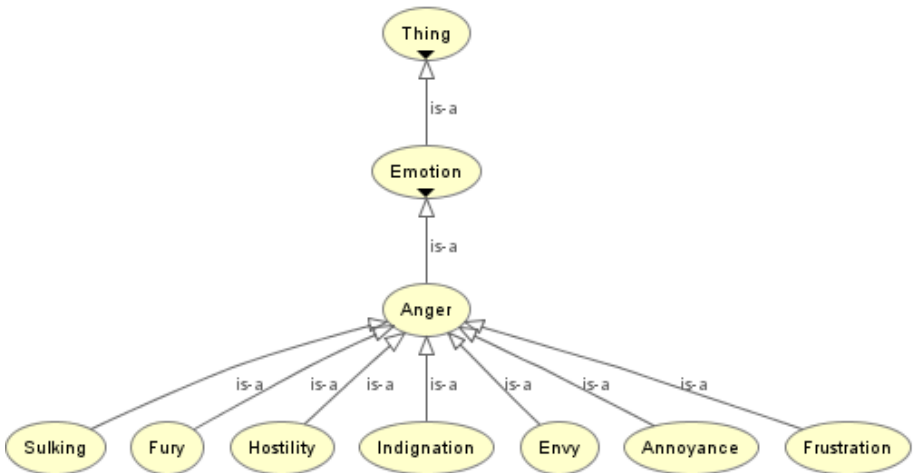 Thing
is-a
Emotion
is-a
Anger
is-a is-a is-a is-a is-a is-a is-a
Sulking Fury Hostility Indignation Envy Annoyance Frustration